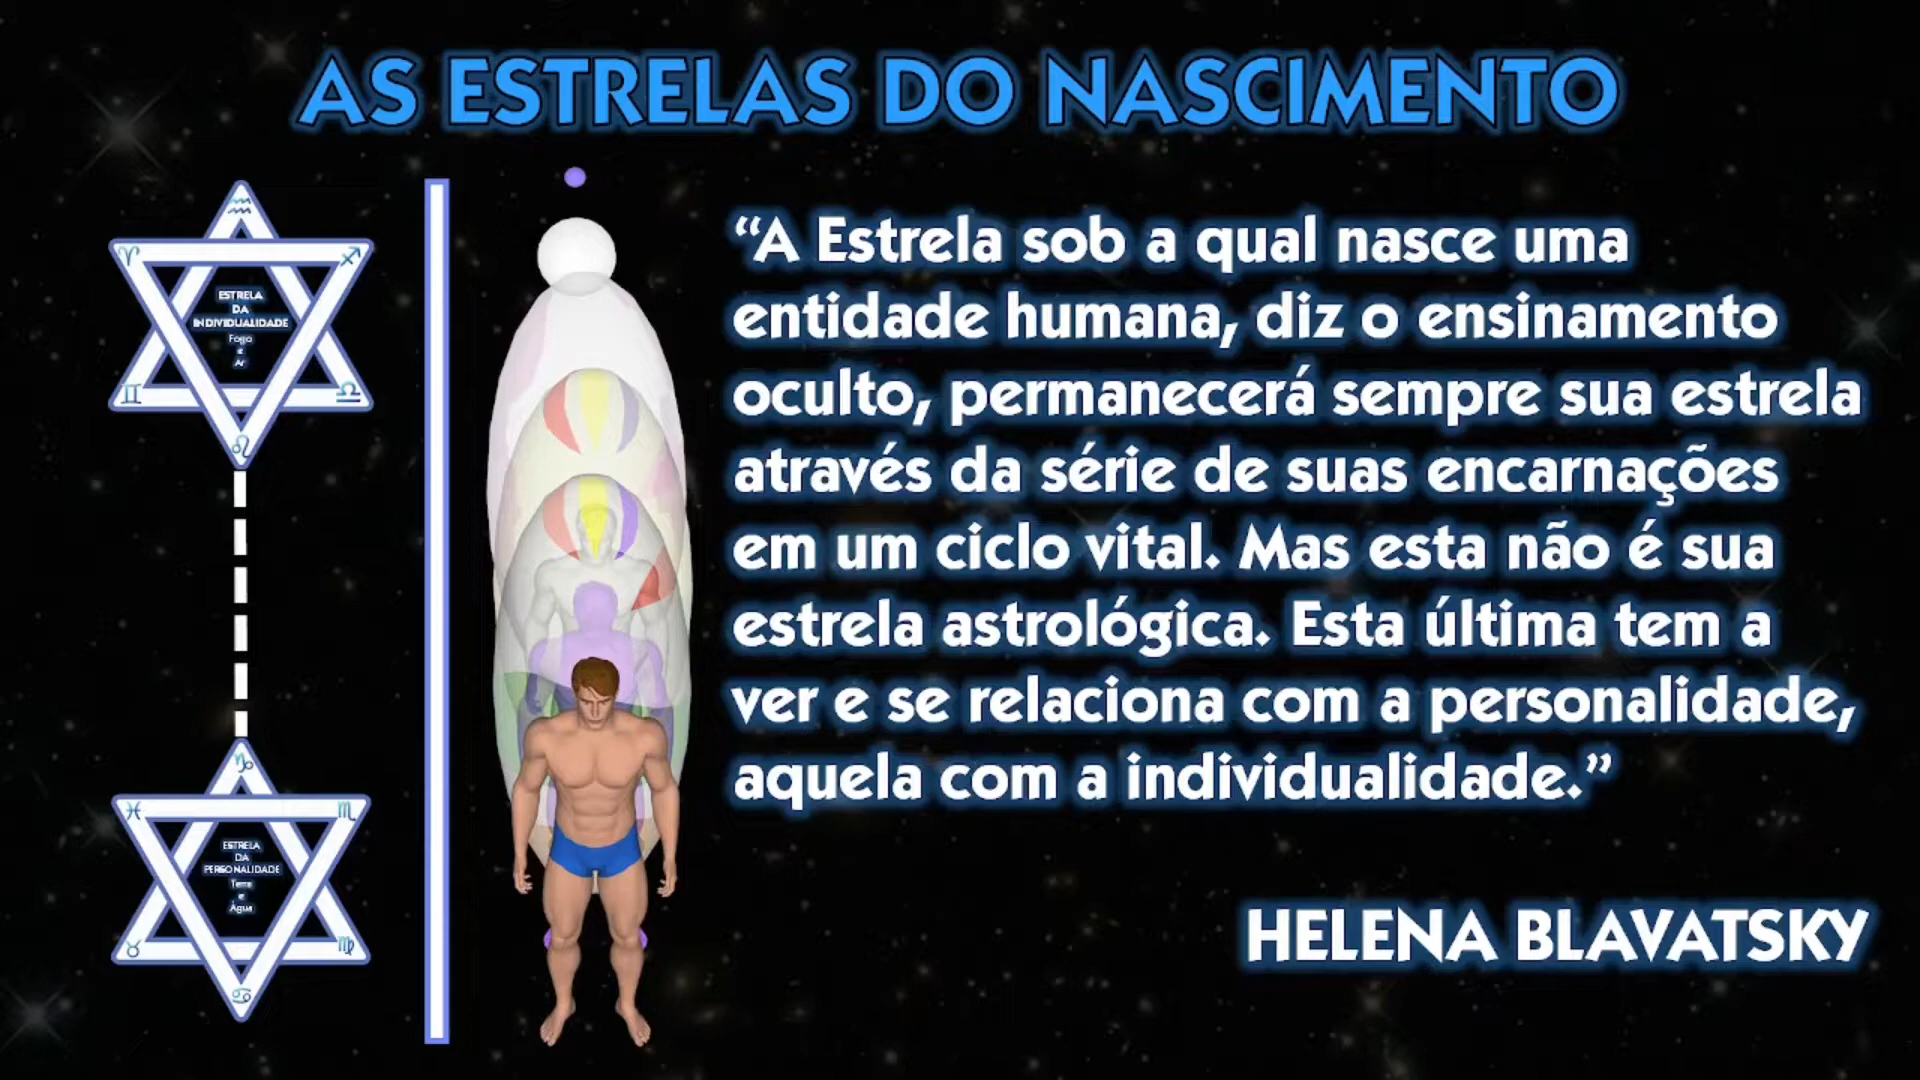 AS ESTRELAS DO NASCIMENTO
ESTRELA
DA
INDIVIDUALIDADE
Fogo
e
Ar
ESTRELA
DA
PERSONALIDADE
Terra
e
Água
“A Estrela sob a qual nasce uma
entidade humana, diz o ensinamento
oculto, permanecerá sempre sua estrela
através da série de suas encarnações
em um ciclo vital. Mas esta não é sua
estrela astrológica. Esta última tem a
ver e se relaciona com a personalidade,
aquela com a individualidade.”
HELENA BLAVATSKY